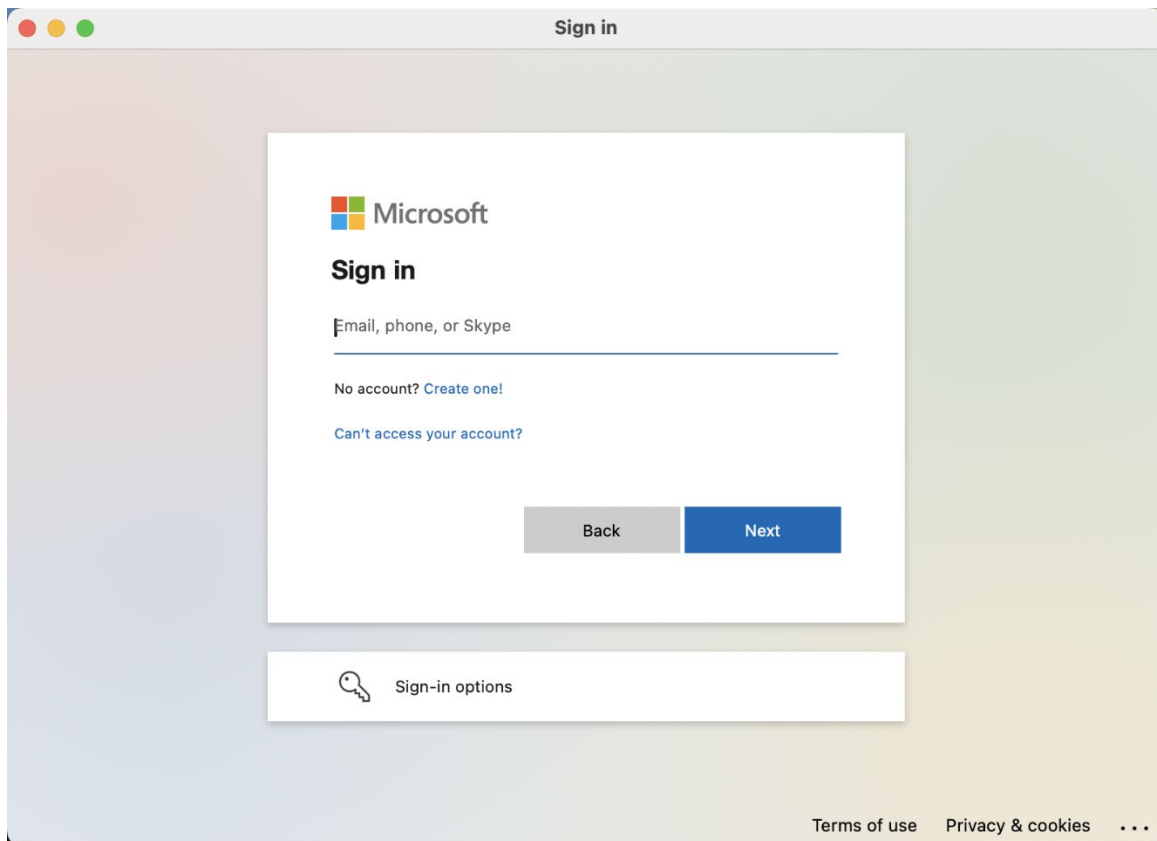 Sign in
Microsoft
Sign in
Email, phone, or Skype
No account? Create one!
Can't access your account?
Back Next
Sign-in options
Terms of use Privacy & cookies ...